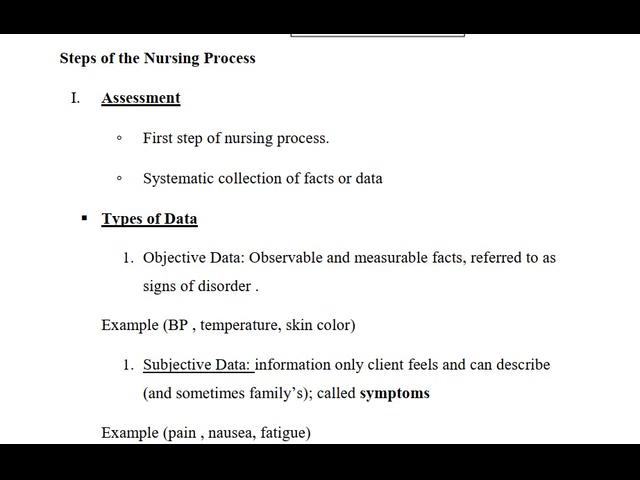 Steps of the Nursing Process
I. Assessment
◦ First step of nursing process.
◦ Systematic collection of facts or data
▪ Types of Data
1. Objective Data: Observable and measurable facts, referred to as
signs of disorder .
Example (BP , temperature, skin color)
1. Subjective Data: information only client feels and can describe
(and sometimes family’s); called symptoms
Example (pain , nausea, fatigue)